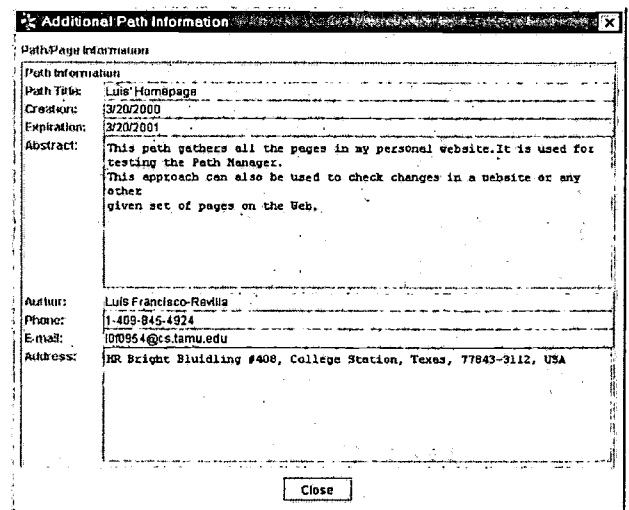 Additional Path Information
Path/Page Information
Path Information
Path Title: Luis' Homepage
Creation: 3/20/2000
Expiration: 3/20/2001
Abstract: This path gathers all the pages in my personal website.It is used for
testing the Path Manager.
This approach can also be used to check changes in a website or any
other
given set of pages on the Web.
Author: Luis Francisco-Revilla
Phone: 1-409-845-4924
E-mail: l0f0954@cs.tamu.edu
Address: HR Bright Bluidling #408, College Station, Texas, 77843-3112, USA
Close